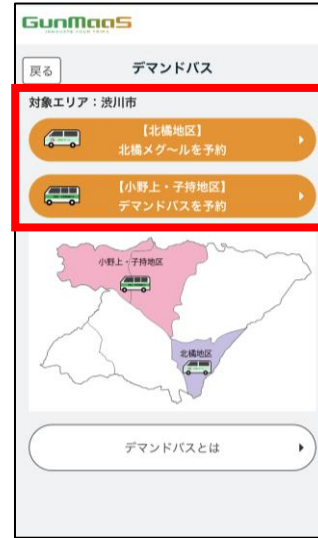 GunMaaS
INNOVATE YOUR TRIPS
戻る
デマンドバス
対象エリア：渋川市
【北橘地区】
北橘メグ〜ルを予約
【小野上・子持地区】
デマンドバスを予約
小野上・子持地区
北橘地区
デマンドバスとは